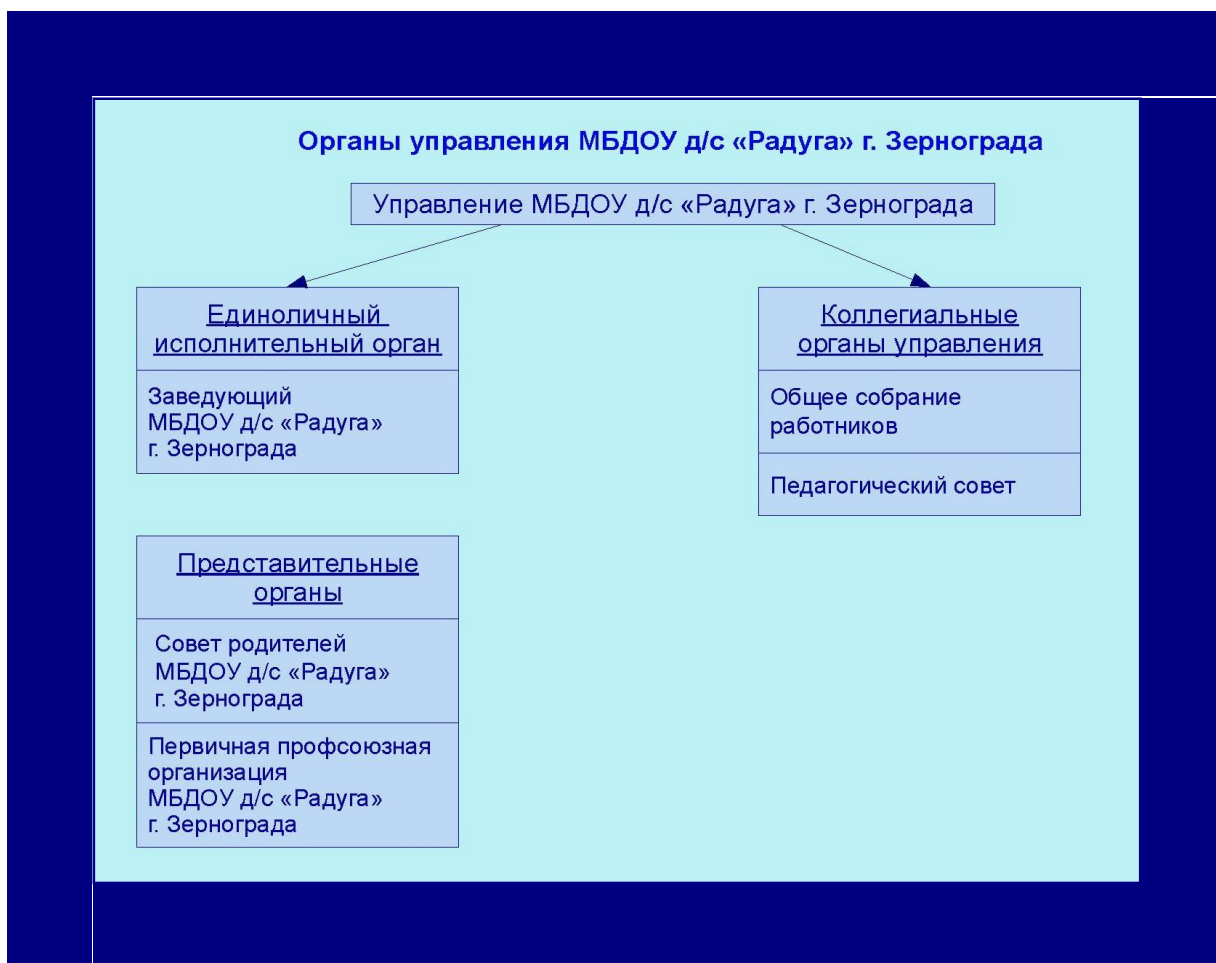 Органы управления МБДОУ д/с «Радуга» г. Зернограда
Управление МБДОУ д/с «Радуга» г. Зернограда
Единоличный
исполнительный орган
Заведующий
МБДОУ д/с «Радуга»
г. Зернограда
Коллегиальные
органы управления
Общее собрание
работников
Педагогический совет
Представительные
органы
Совет родителей
МБДОУ д/с «Радуга»
г. Зернограда
Первичная профсоюзная
организация
МБДОУ д/с «Радуга»
г. Зернограда